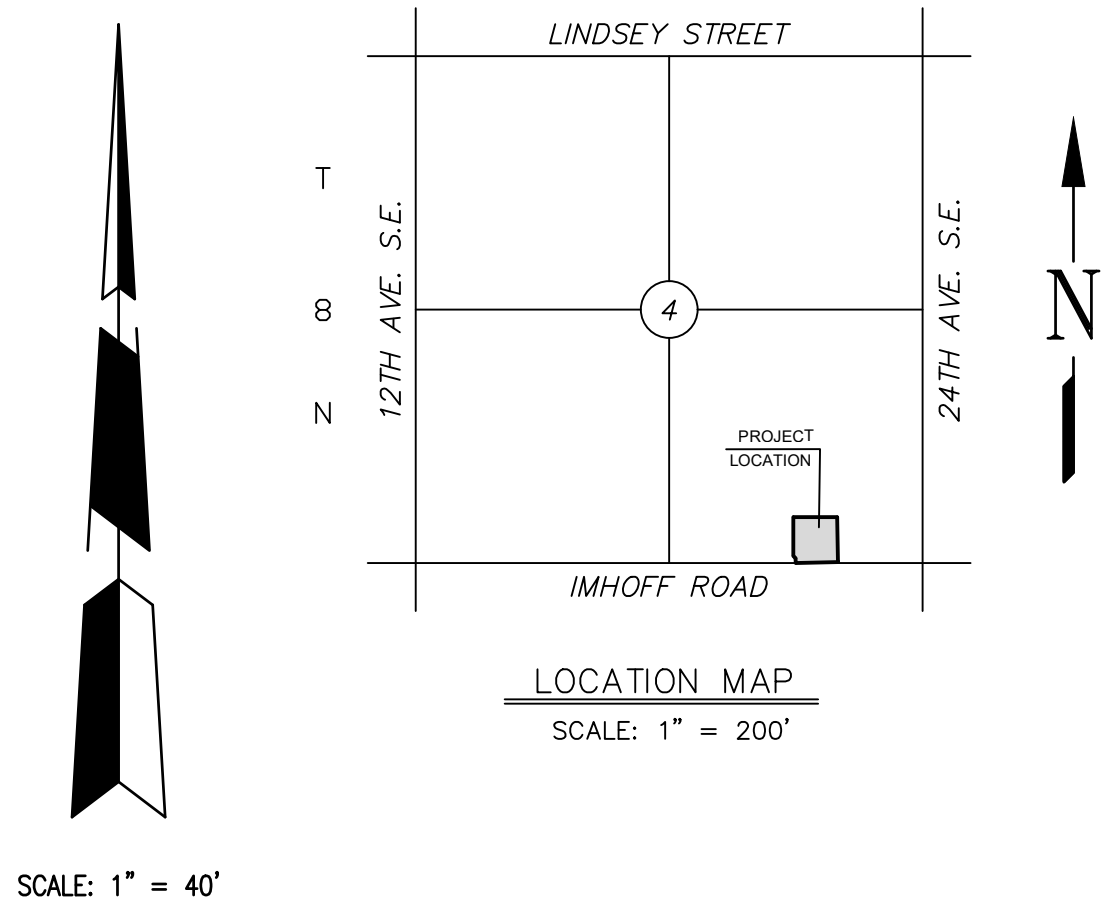 LINDSEY STREET
T
8
N
12TH AVE. S.E.
24TH AVE. S.E.
N
4
PROJECT
LOCATION
IMHOFF ROAD
LOCATION MAP
SCALE: 1" = 200'
SCALE: 1" = 40'